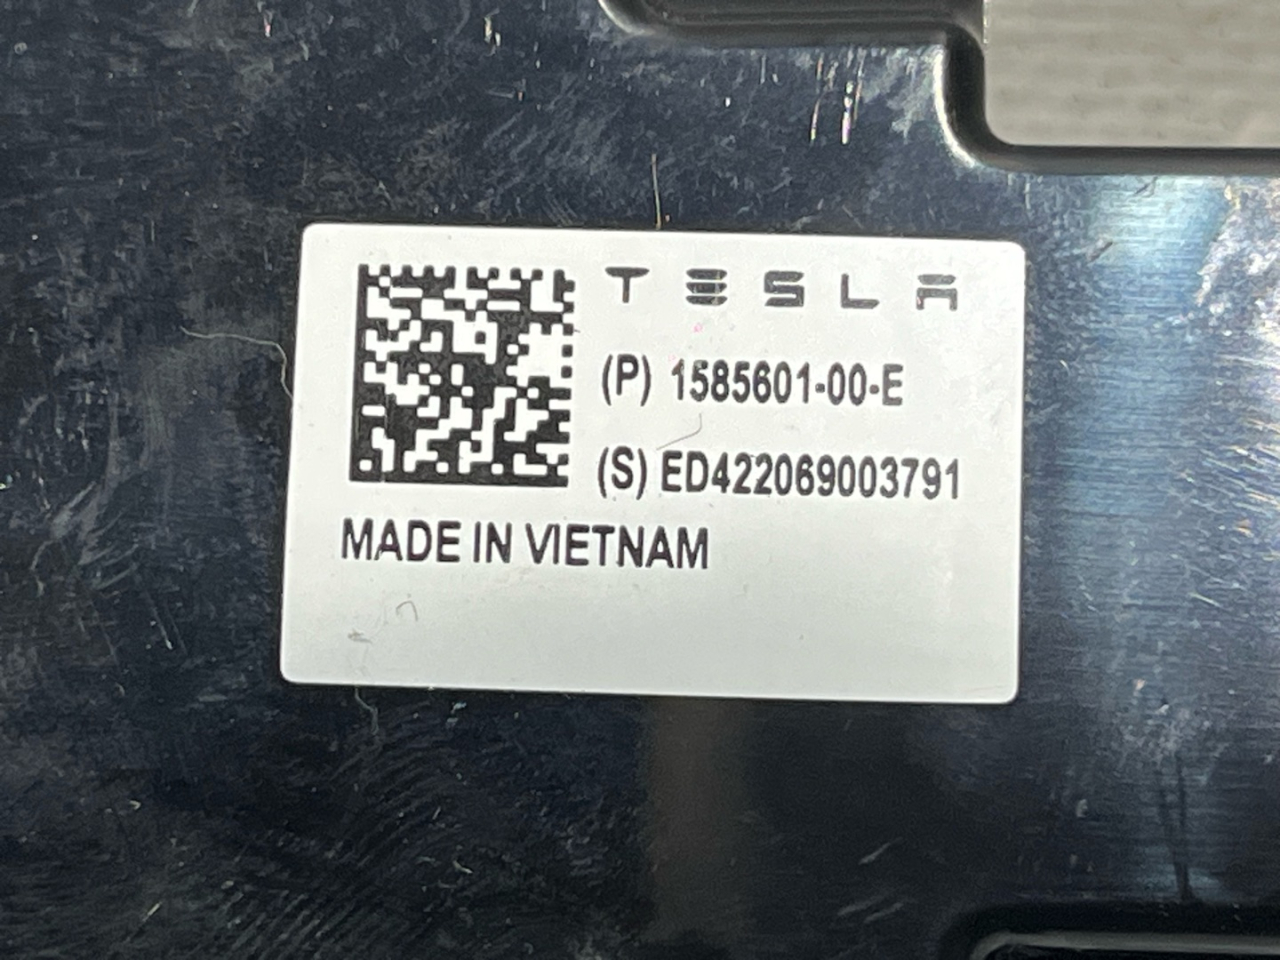 TESLA
(P) 1585601-00-E
(S) ED422069003791
MADE IN VIETNAM